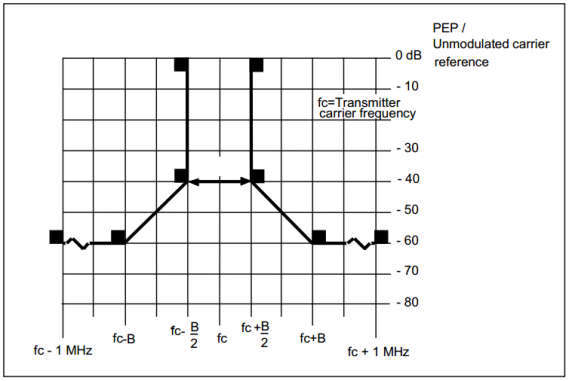 PEP /
Unmodulated carrier
reference
0 dB
- 10
fc=Transmitter
carrier frequency
- 30
- 40
- 50
- 60
- 70
- 80
fc - 1 MHz
fc-B
fc- B/2
fc
fc +B/2
fc+B
fc + 1 MHz